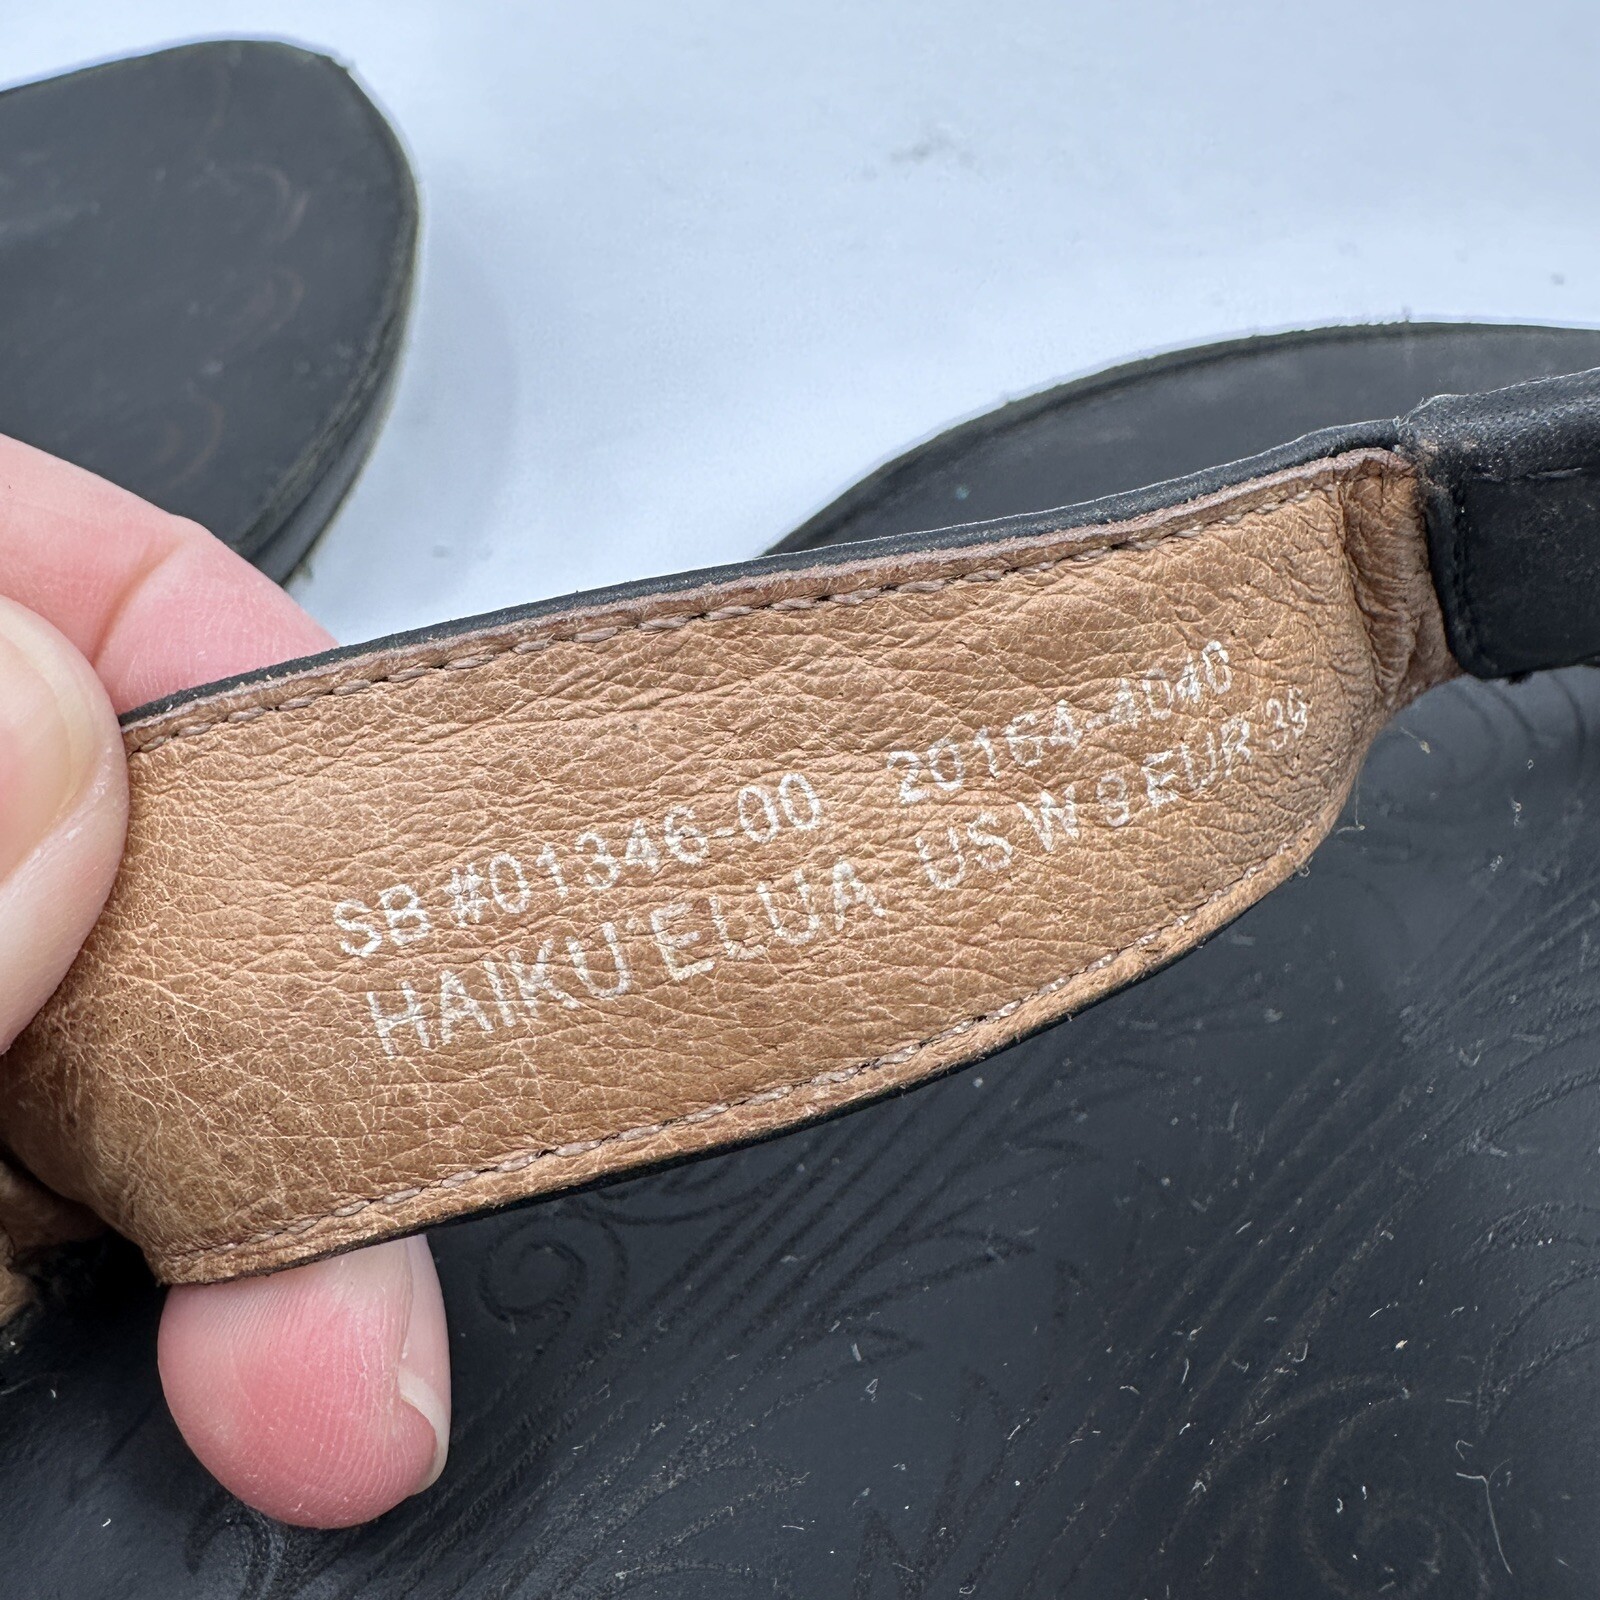 SB #01346-00 20164-4040
HAIKU'ELUA US W 9 EUR 39